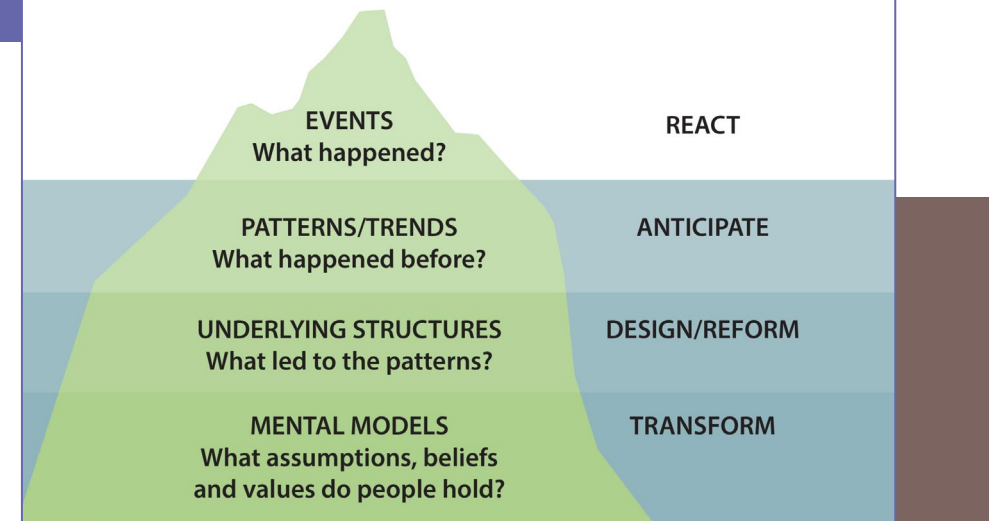 EVENTS
What happened?
REACT
PATTERNS/TRENDS
What happened before?
ANTICIPATE
UNDERLYING STRUCTURES
What led to the patterns?
DESIGN/REFORM
MENTAL MODELS
What assumptions, beliefs
and values do people hold?
TRANSFORM